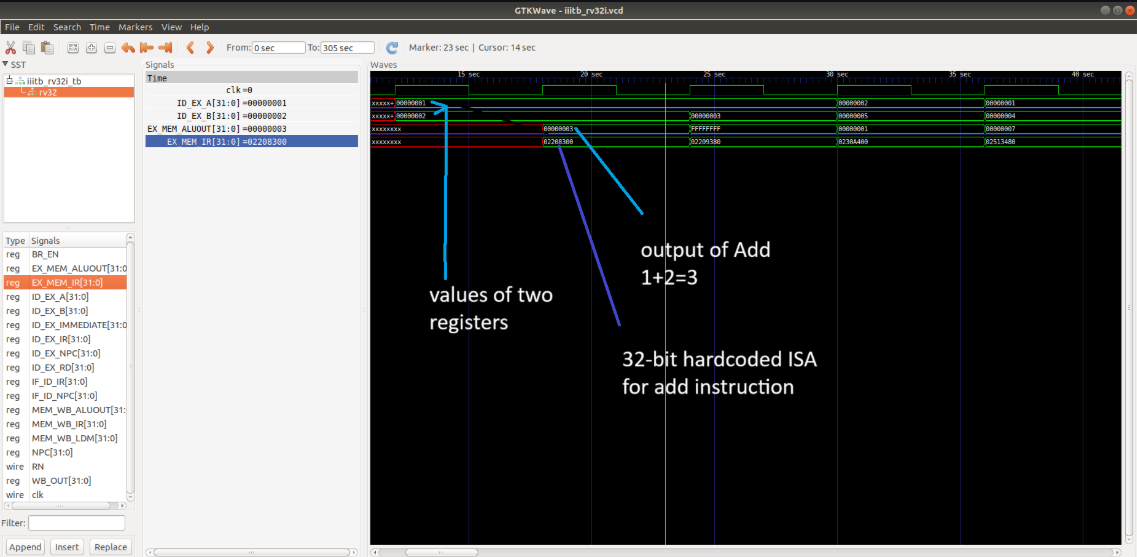 GTKWave - iiitb_rv32i.vcd
File Edit Search Time Markers View Help
From: 0 sec To: 305 sec Marker: 23 sec | Cursor: 14 sec
SST
iiitb_rv32i_tb
rv32
Type Signals
reg BR_EN
reg EX_MEM_ALUOUT[31:0
reg EX_MEM_IR[31:0]
reg ID_EX_A[31:0]
reg ID_EX_B[31:0]
reg ID_EX_IMMEDIATE[31:0
reg ID_EX_IR[31:0]
reg ID_EX_NPC[31:0]
reg ID_EX_RD[31:0]
reg IF_ID_IR[31:0]
reg IF_ID_NPC[31:0]
reg MEM_WB_ALUOUT[31:
reg MEM_WB_IR[31:0]
reg MEM_WB_LDM[31:0]
reg NPC[31:0]
wire RN
reg WB_OUT[31:0]
wire clk
Filter:
Append Insert Replace
Signals
Time
clk=0
ID_EX_A[31:0]=00000001
ID_EX_B[31:0]=00000002
EX_MEM_ALUOUT[31:0]=00000003
EX_MEM_IR[31:0]=02208300
Waves
15 sec 20 sec 25 sec 30 sec 35 sec 40 sec
xxxxx+ 00000001 00000002 00000001
xxxxx+ 00000002 00000003 00000005 00000004
xxxxxxxx 00000003 FFFFFFFF 00000001 00000007
xxxxxxxx 02208300 02209380 0230A400 02513480
values of two
registers
output of Add
1+2=3
32-bit hardcoded ISA
for add instruction